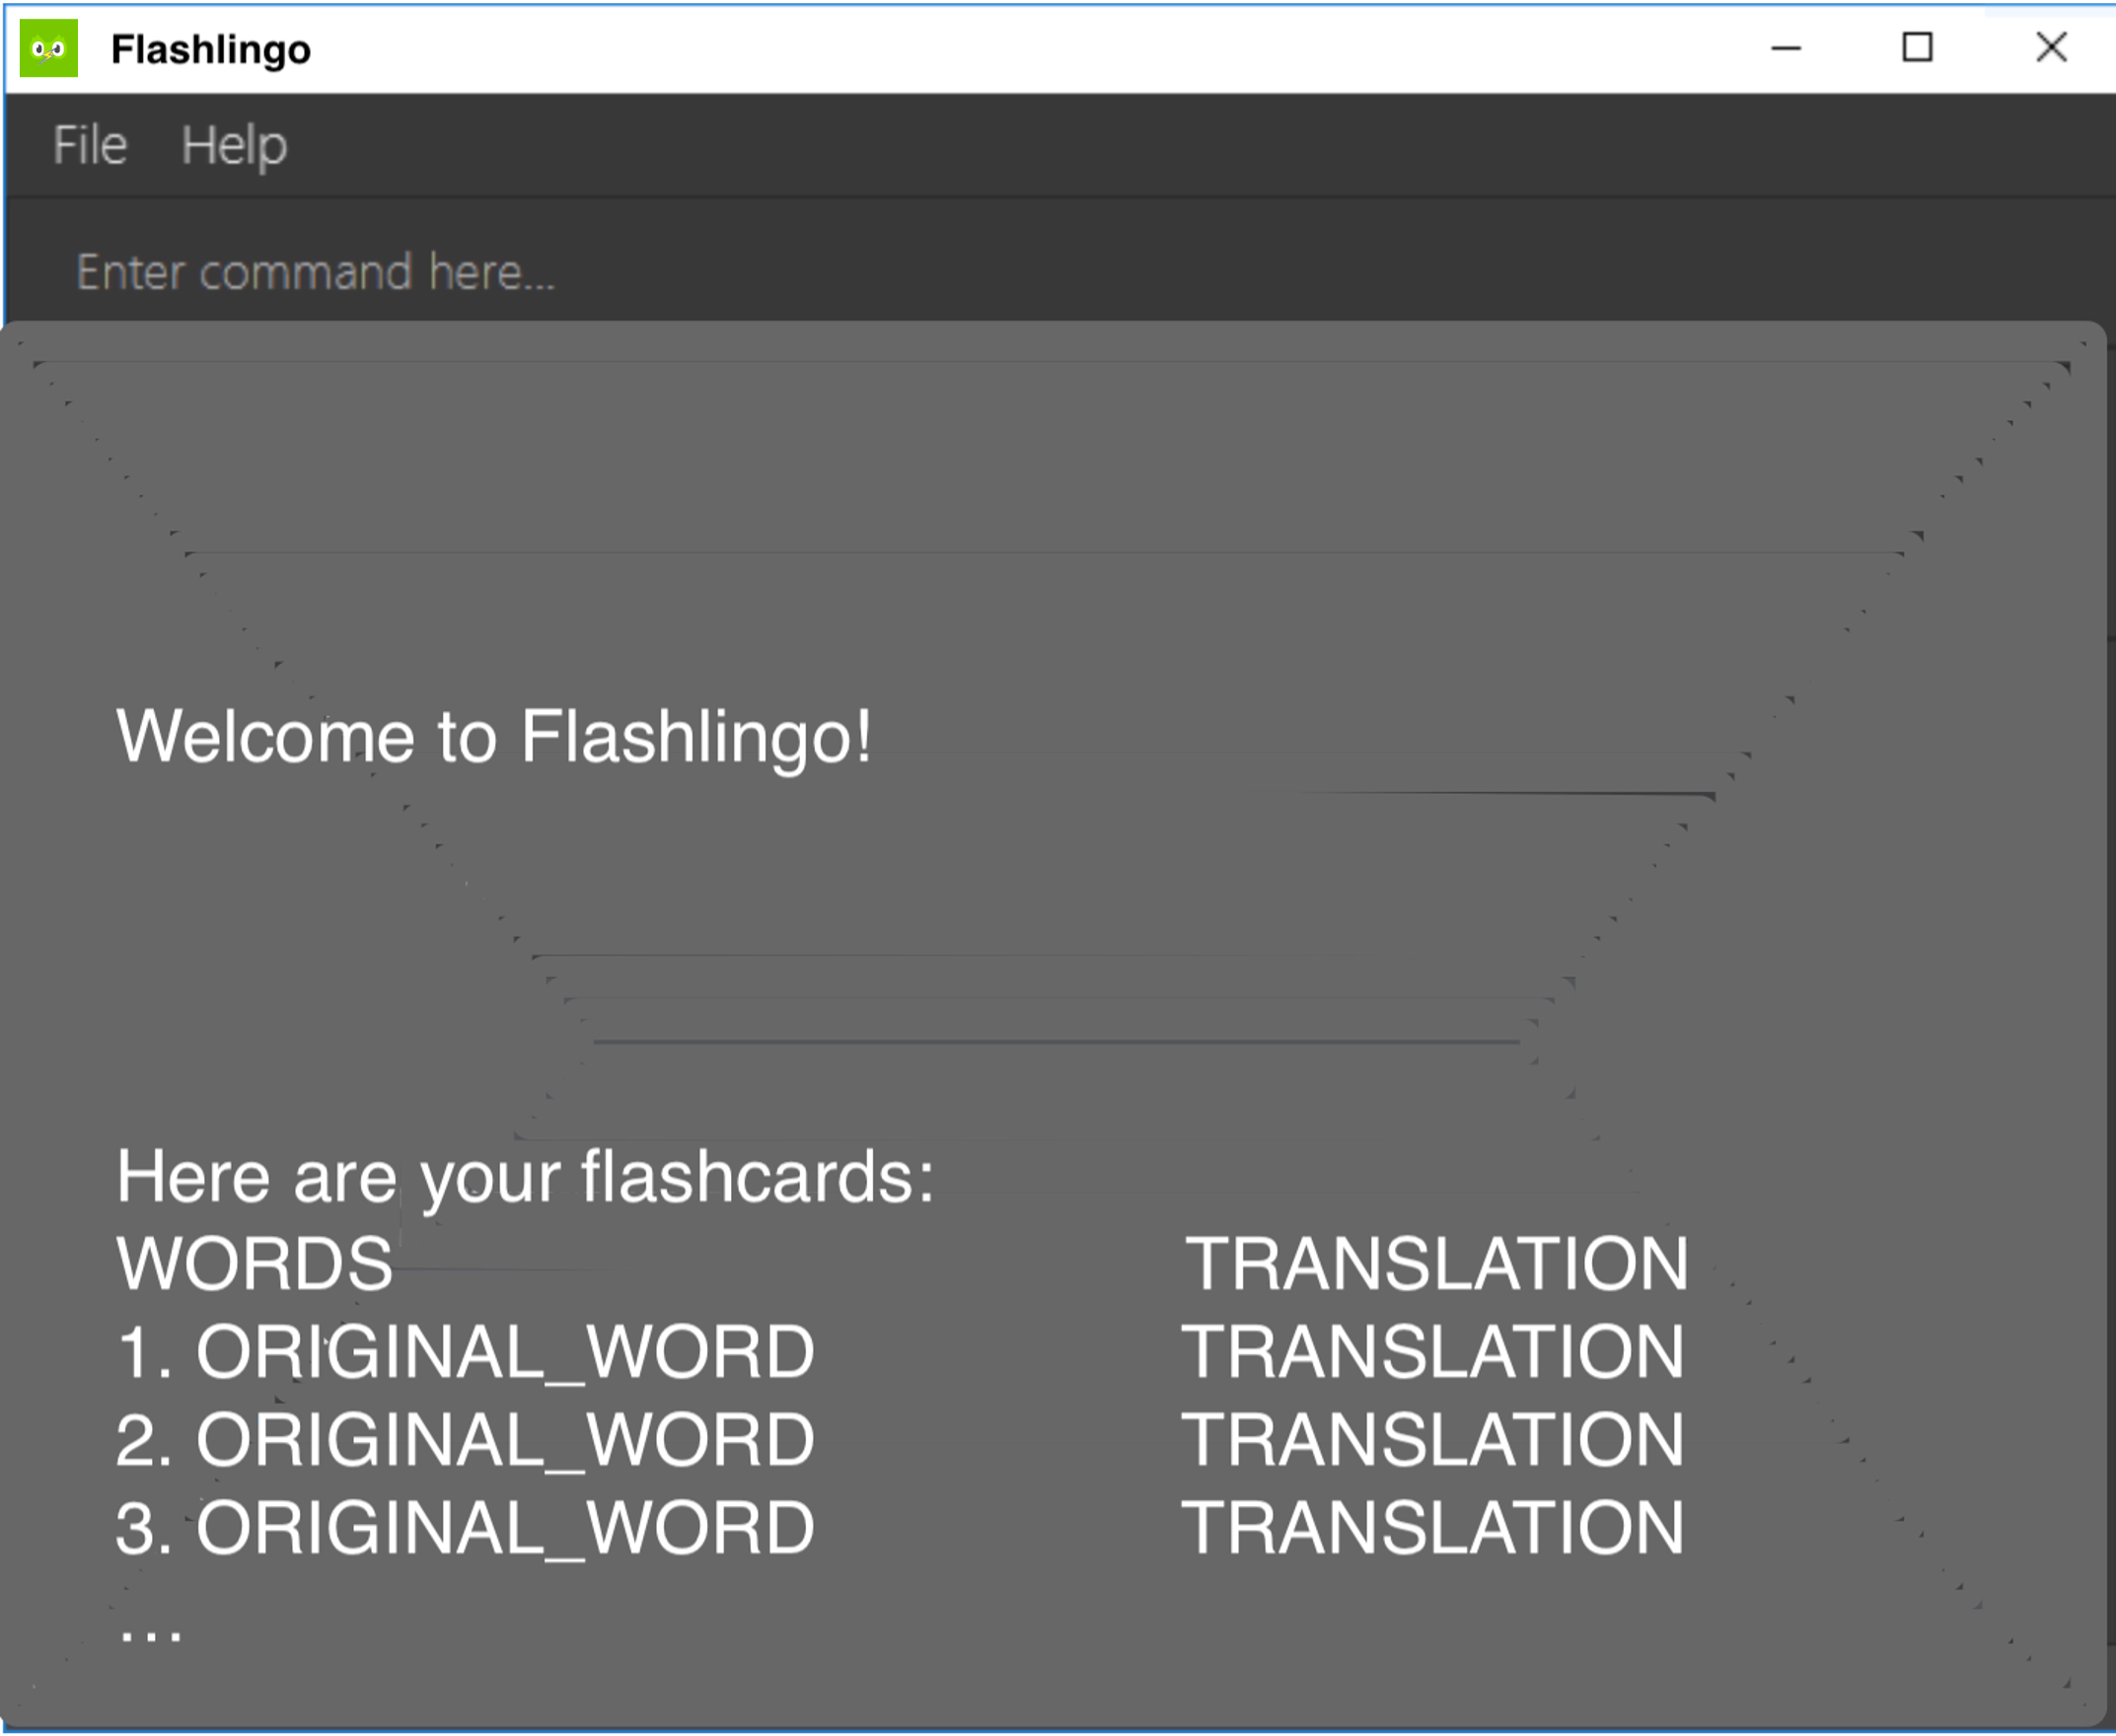 Flashlingo
File Help
Enter command here...
Welcome to Flashlingo!
Here are your flashcards:
WORDS TRANSLATION
1. ORIGINAL_WORD TRANSLATION
2. ORIGINAL_WORD TRANSLATION
3. ORIGINAL_WORD TRANSLATION
...